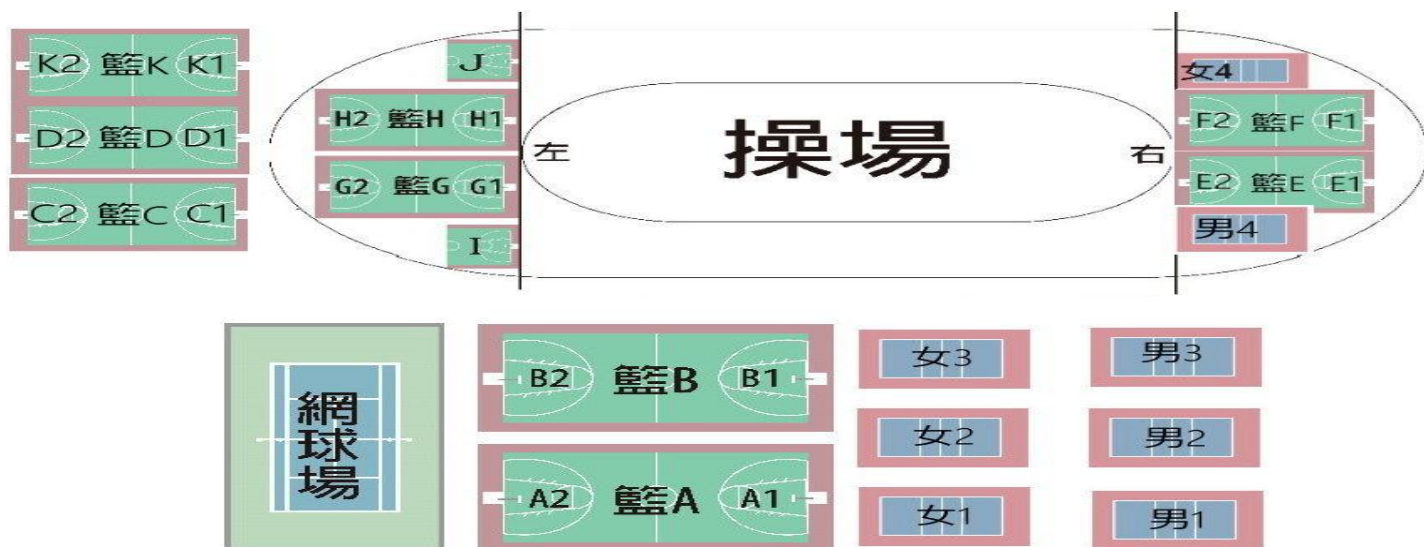 K2 籃K K1
D2 籃D D1
C2 籃C C1
J
H2 籃H H1
G2 籃G G1
I
左
操場
右
女4
F2 籃F F1
E2 籃E E1
男4
網球場
B2 籃B B1
A2 籃A A1
女3
男3
女2
男2
女1
男1